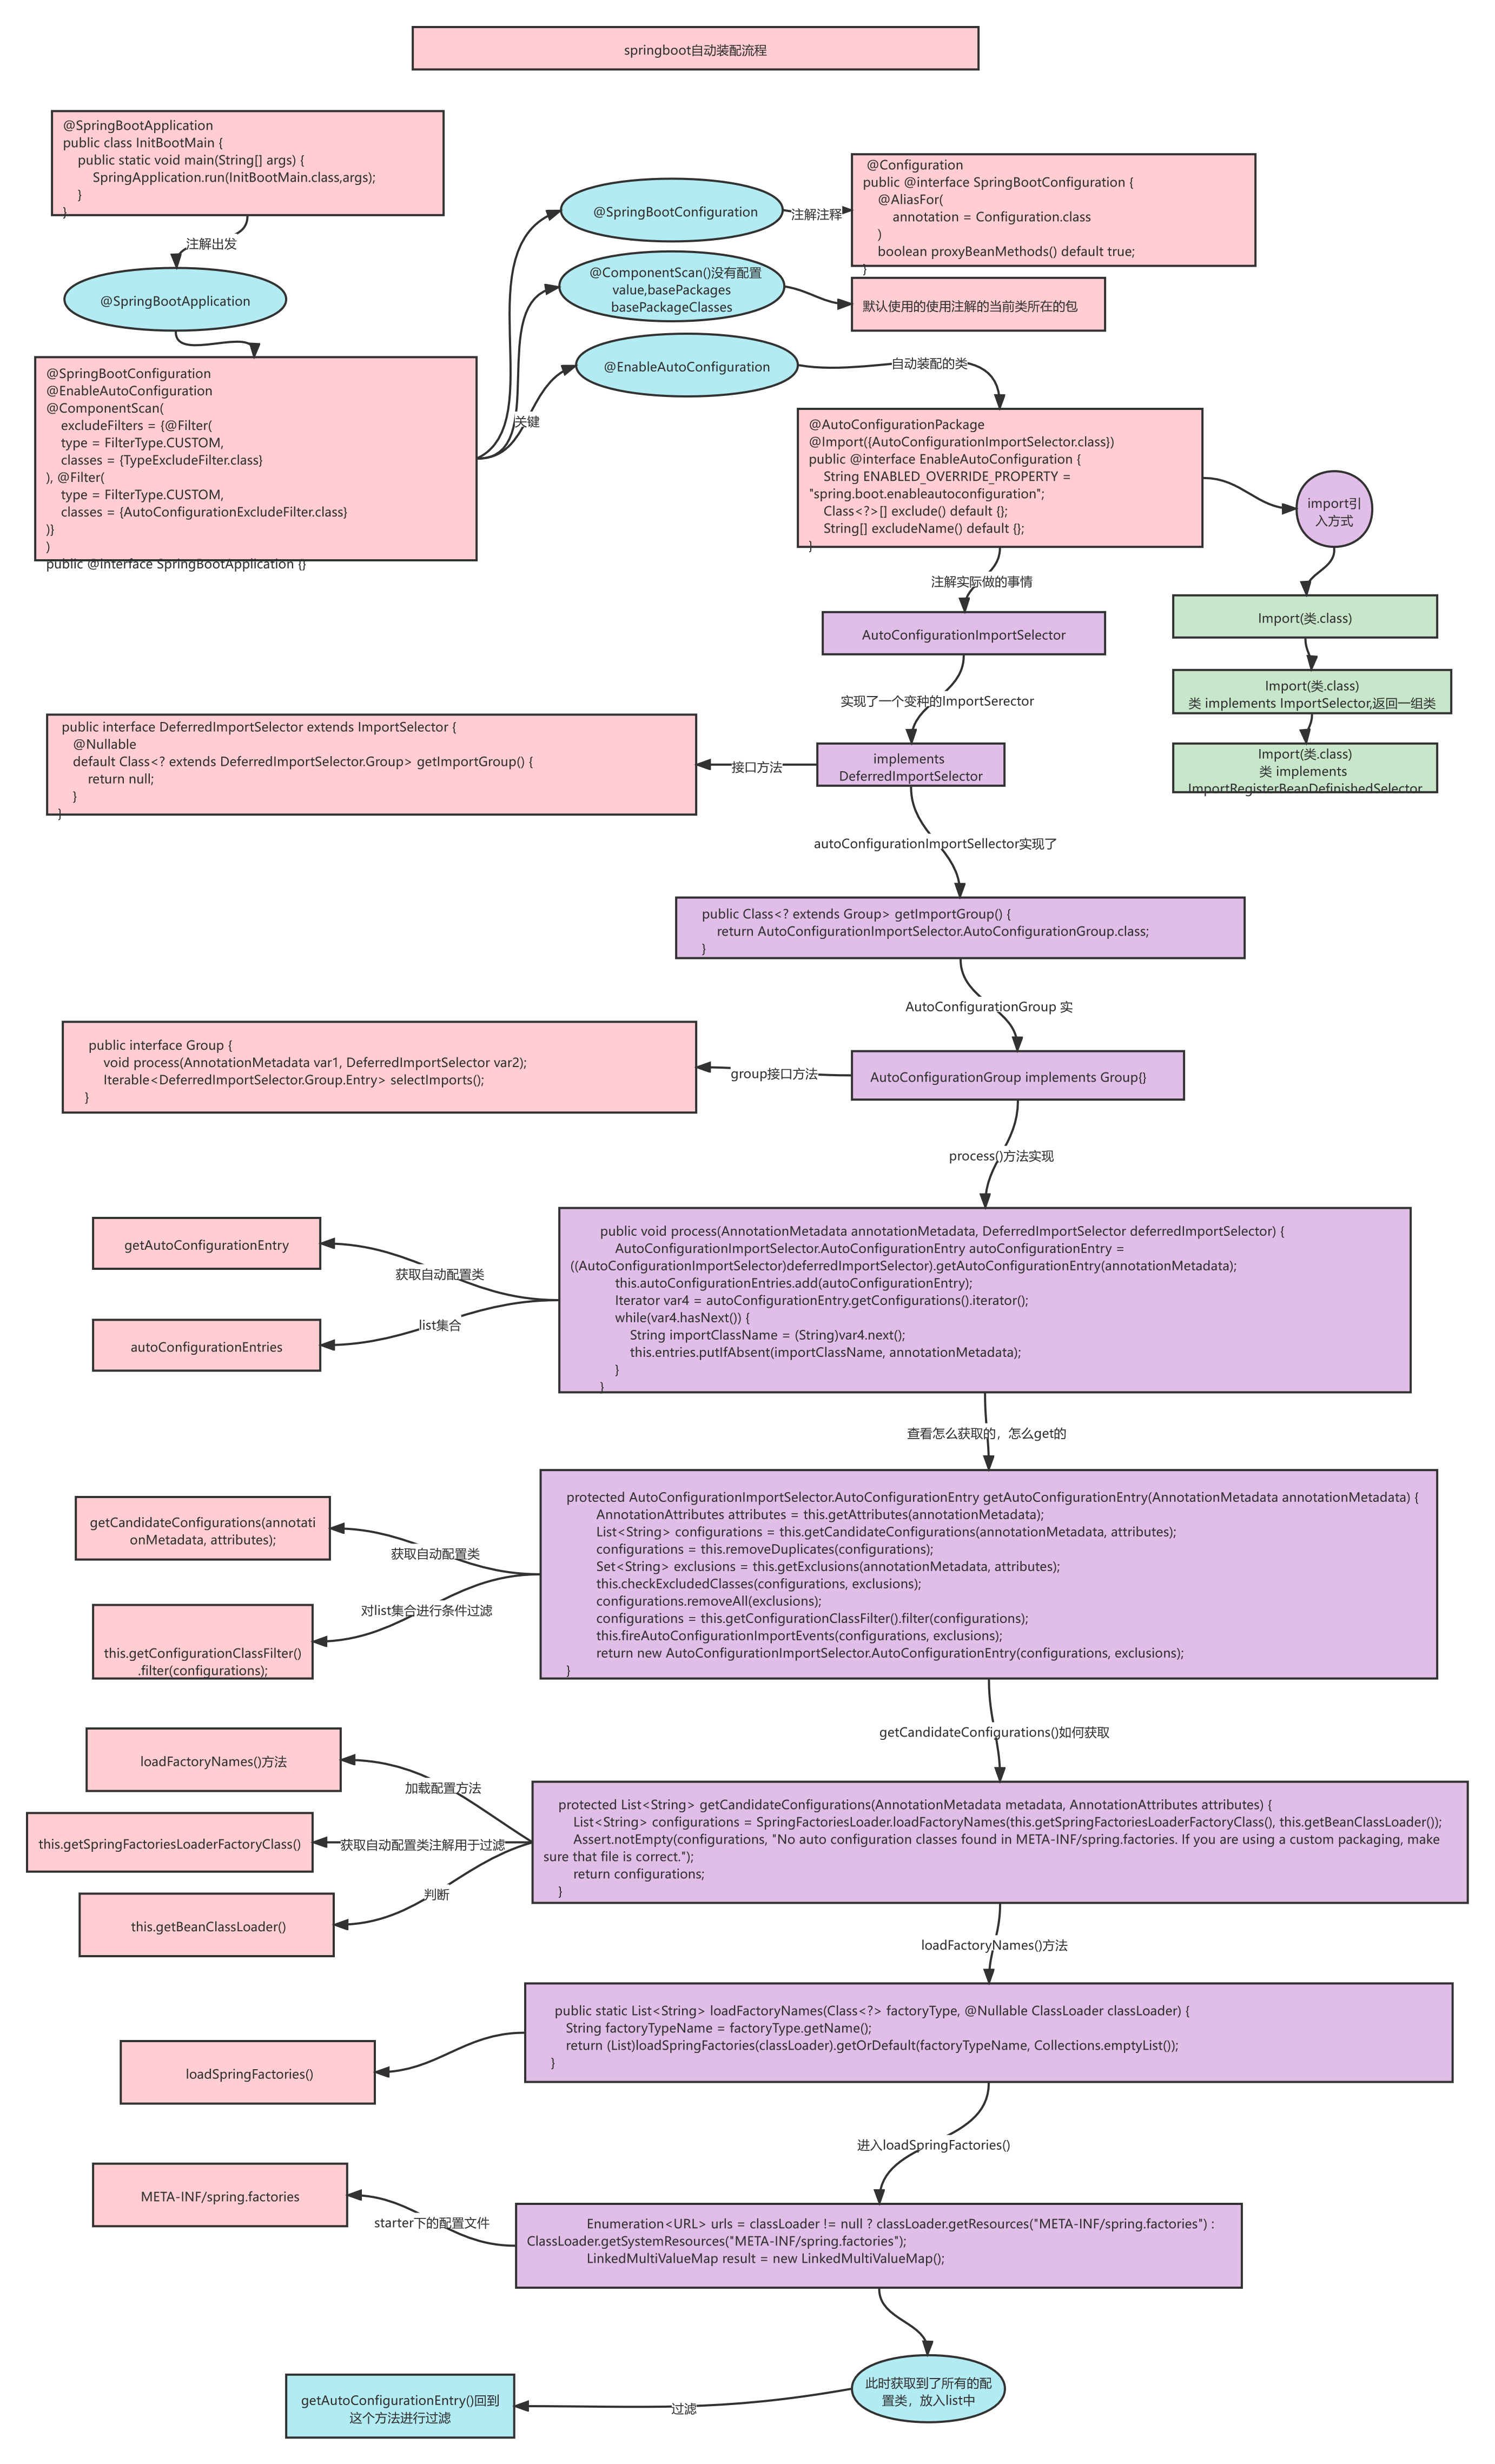 springboot自动装配流程
@SpringBootApplication
public class InitBootMain {
public static void main(String[] args) {
SpringApplication.run(InitBootMain.class,args);
}
}
注解出发
@SpringBootApplication
@SpringBootConfiguration
@EnableAutoConfiguration
@ComponentScan(
excludeFilters = {@Filter(
type = FilterType.CUSTOM,
classes = {TypeExcludeFilter.class}
), @Filter(
type = FilterType.CUSTOM,
classes = {AutoConfigurationExcludeFilter.class}
)}
)
public @interface SpringBootApplication {}
关键
@SpringBootConfiguration
注解注释
@Configuration
public @interface SpringBootConfiguration {
@AliasFor(
annotation = Configuration.class
)
boolean proxyBeanMethods() default true;
}
@ComponentScan()没有配置
value,basePackages
basePackageClasses
默认使用的使用注解的当前类所在的包
@EnableAutoConfiguration
自动装配的类
@AutoConfigurationPackage
@Import({AutoConfigurationImportSelector.class})
public @interface EnableAutoConfiguration {
String ENABLED_OVERRIDE_PROPERTY =
"spring.boot.enableautoconfiguration";
Class<?>[] exclude() default {};
String[] excludeName() default {};
}
import引
入方式
Import(类.class)
Import(类.class)
类 implements ImportSelector,返回一组类
Import(类.class)
类 implements
ImportRegisterBeanDefinishedSelector
注解实际做的事情
AutoConfigurationImportSelector
实现了一个变种的ImportSerector
implements
DeferredImportSelector
接口方法
public interface DeferredImportSelector extends ImportSelector {
@Nullable
default Class<? extends DeferredImportSelector.Group> getImportGroup() {
return null;
}
}
autoConfigurationImportSellector实现了
public Class<? extends Group> getImportGroup() {
return AutoConfigurationImportSelector.AutoConfigurationGroup.class;
}
AutoConfigurationGroup 实
AutoConfigurationGroup implements Group{}
group接口方法
public interface Group {
void process(AnnotationMetadata var1, DeferredImportSelector var2);
Iterable<DeferredImportSelector.Group.Entry> selectImports();
}
process()方法实现
public void process(AnnotationMetadata annotationMetadata, DeferredImportSelector deferredImportSelector) {
AutoConfigurationImportSelector.AutoConfigurationEntry autoConfigurationEntry =
((AutoConfigurationImportSelector)deferredImportSelector).getAutoConfigurationEntry(annotationMetadata);
this.autoConfigurationEntries.add(autoConfigurationEntry);
Iterator var4 = autoConfigurationEntry.getConfigurations().iterator();
while(var4.hasNext()) {
String importClassName = (String)var4.next();
this.entries.putIfAbsent(importClassName, annotationMetadata);
}
}
获取自动配置类
getAutoConfigurationEntry
list集合
autoConfigurationEntries
查看怎么获取的，怎么get的
protected AutoConfigurationImportSelector.AutoConfigurationEntry getAutoConfigurationEntry(AnnotationMetadata annotationMetadata) {
AnnotationAttributes attributes = this.getAttributes(annotationMetadata);
List<String> configurations = this.getCandidateConfigurations(annotationMetadata, attributes);
configurations = this.removeDuplicates(configurations);
Set<String> exclusions = this.getExclusions(annotationMetadata, attributes);
this.checkExcludedClasses(configurations, exclusions);
configurations.removeAll(exclusions);
configurations = this.getConfigurationClassFilter().filter(configurations);
this.fireAutoConfigurationImportEvents(configurations, exclusions);
return new AutoConfigurationImportSelector.AutoConfigurationEntry(configurations, exclusions);
}
获取自动配置类
getCandidateConfigurations(annotati
onMetadata, attributes);
对list集合进行条件过滤
this.getConfigurationClassFilter()
.filter(configurations);
getCandidateConfigurations()如何获取
protected List<String> getCandidateConfigurations(AnnotationMetadata metadata, AnnotationAttributes attributes) {
List<String> configurations = SpringFactoriesLoader.loadFactoryNames(this.getSpringFactoriesLoaderFactoryClass(), this.getBeanClassLoader());
Assert.notEmpty(configurations, "No auto configuration classes found in META-INF/spring.factories. If you are using a custom packaging, make
sure that file is correct.");
return configurations;
}
加载配置方法
loadFactoryNames()方法
获取自动配置类注解用于过滤
this.getSpringFactoriesLoaderFactoryClass()
判断
this.getBeanClassLoader()
loadFactoryNames()方法
public static List<String> loadFactoryNames(Class<?> factoryType, @Nullable ClassLoader classLoader) {
String factoryTypeName = factoryType.getName();
return (List)loadSpringFactories(classLoader).getOrDefault(factoryTypeName, Collections.emptyList());
}
loadSpringFactories()
进入loadSpringFactories()
Enumeration<URL> urls = classLoader != null ? classLoader.getResources("META-INF/spring.factories") :
ClassLoader.getSystemResources("META-INF/spring.factories");
LinkedMultiValueMap result = new LinkedMultiValueMap();
starter下的配置文件
META-INF/spring.factories
此时获取到了所有的配
置类，放入list中
过滤
getAutoConfigurationEntry()回到
这个方法进行过滤